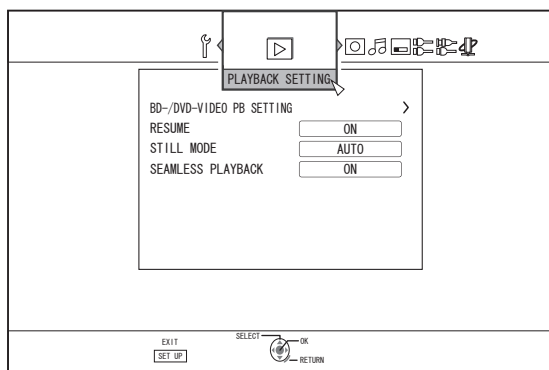 PLAYBACK SETTING
BD-/DVD-VIDEO PB SETTING
RESUME ON
STILL MODE AUTO
SEAMLESS PLAYBACK ON
EXIT
SET UP
SELECT
OK
RETURN